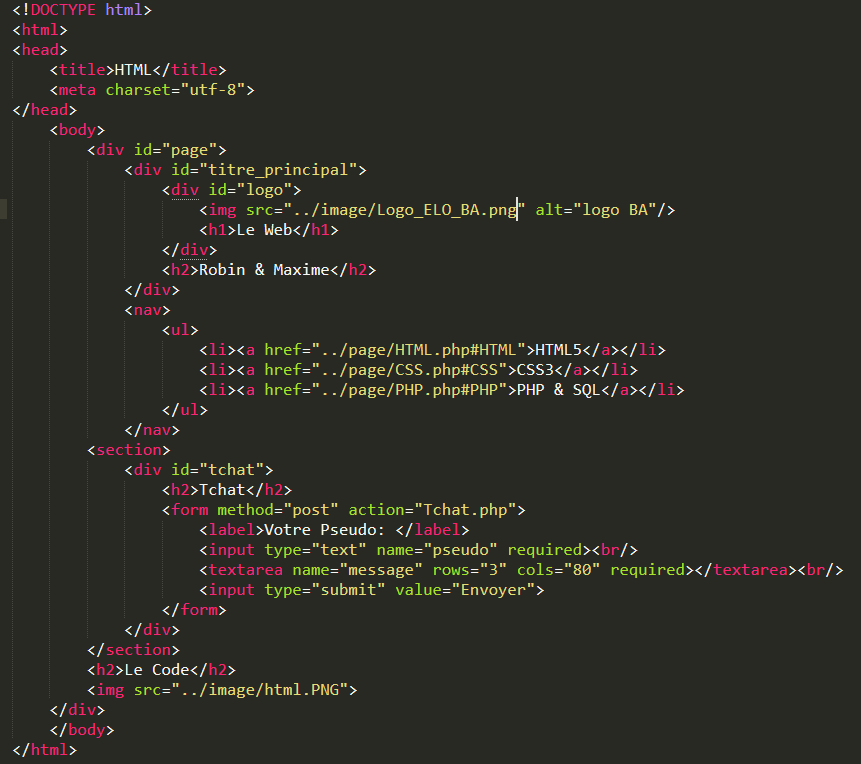 <!DOCTYPE html>
<html>
<head>
    <title>HTML</title>
    <meta charset="utf-8">
</head>
    <body>
        <div id="page">
            <div id="titre_principal">
                <div id="logo">
                    <img src="../image/Logo_ELO_BA.png" alt="logo BA"/>
                    <h1>Le Web</h1>
                </div>
                <h2>Robin & Maxime</h2>
            </div>
            <nav>
                <ul>
                    <li><a href="../page/HTML.php#HTML">HTML5</a></li>
                    <li><a href="../page/CSS.php#CSS">CSS3</a></li>
                    <li><a href="../page/PHP.php#PHP">PHP & SQL</a></li>
                </ul>
            </nav>
        <section>
            <div id="tchat">
                <h2>Tchat</h2>
                <form method="post" action="Tchat.php">
                    <label>Votre Pseudo: </label>
                    <input type="text" name="pseudo" required><br/>
                    <textarea name="message" rows="3" cols="80" required></textarea><br/>
                    <input type="submit" value="Envoyer">
                </form>
            </div>
        </section>
        <h2>Le Code</h2>
        <img src="../image/html.PNG">
    </div>
    </body>
</html>